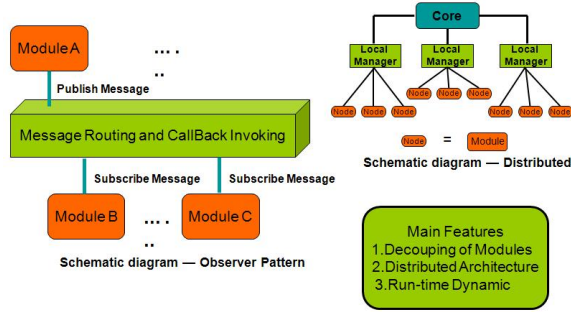 Module A
... .
..
Publish Message
Message Routing and CallBack Invoking
Subscribe Message
Subscribe Message
Module B
... .
..
Module C
Schematic diagram — Observer Pattern
Core
Local Manager
Local Manager
Local Manager
Node
Node
Node
Node
Node
Node
Node
Node
Node
Node = Module
Schematic diagram — Distributed
Main Features
1.Decouping of Modules
2.Distributed Architecture
3.Run-time Dynamic